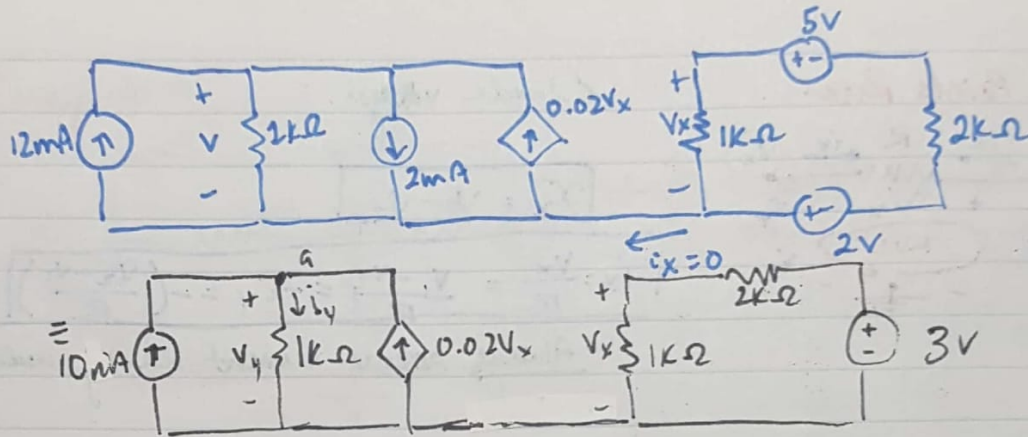 5V
+ -
12mA + V - 2kΩ 2mA 0.02Vx + Vx - 1KΩ 2KΩ
+ -
2V
ix=0
a
≡ 10mA + Vy - iy 1KΩ 0.02Vx + Vx - 1KΩ 2KΩ + - 3V